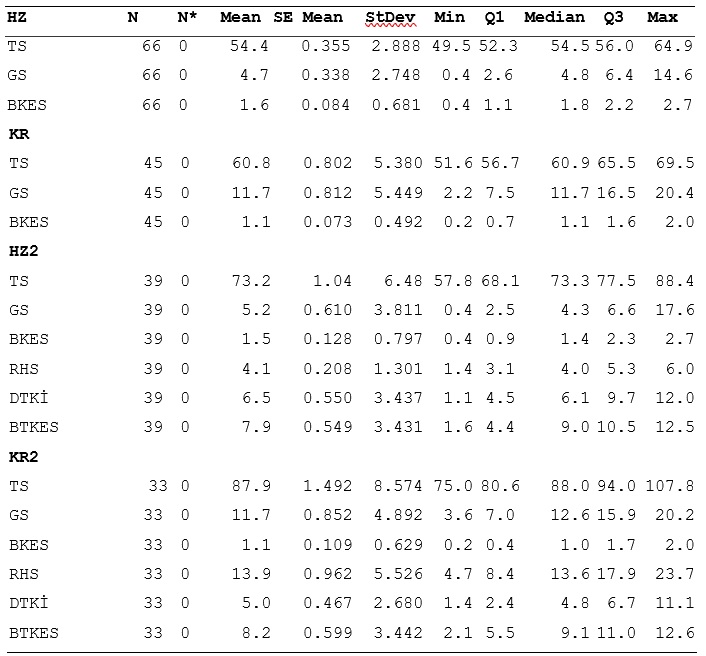 HZ N N* Mean SE Mean StDev Min Q1 Median Q3 Max
TS 66 0 54.4 0.355 2.888 49.5 52.3 54.5 56.0 64.9
GS 66 0 4.7 0.338 2.748 0.4 2.6 4.8 6.4 14.6
BKES 66 0 1.6 0.084 0.681 0.4 1.1 1.8 2.2 2.7
KR
TS 45 0 60.8 0.802 5.380 51.6 56.7 60.9 65.5 69.5
GS 45 0 11.7 0.812 5.449 2.2 7.5 11.7 16.5 20.4
BKES 45 0 1.1 0.073 0.492 0.2 0.7 1.1 1.6 2.0
HZ2
TS 39 0 73.2 1.04 6.48 57.8 68.1 73.3 77.5 88.4
GS 39 0 5.2 0.610 3.811 0.4 2.5 4.3 6.6 17.6
BKES 39 0 1.5 0.128 0.797 0.4 0.9 1.4 2.3 2.7
RHS 39 0 4.1 0.208 1.301 1.4 3.1 4.0 5.3 6.0
DTKİ 39 0 6.5 0.550 3.437 1.1 4.5 6.1 9.7 12.0
BTKES 39 0 7.9 0.549 3.431 1.6 4.4 9.0 10.5 12.5
KR2
TS 33 0 87.9 1.492 8.574 75.0 80.6 88.0 94.0 107.8
GS 33 0 11.7 0.852 4.892 3.6 7.0 12.6 15.9 20.2
BKES 33 0 1.1 0.109 0.629 0.2 0.4 1.0 1.7 2.0
RHS 33 0 13.9 0.962 5.526 4.7 8.4 13.6 17.9 23.7
DTKİ 33 0 5.0 0.467 2.680 1.4 2.4 4.8 6.7 11.1
BTKES 33 0 8.2 0.599 3.442 2.1 5.5 9.1 11.0 12.6